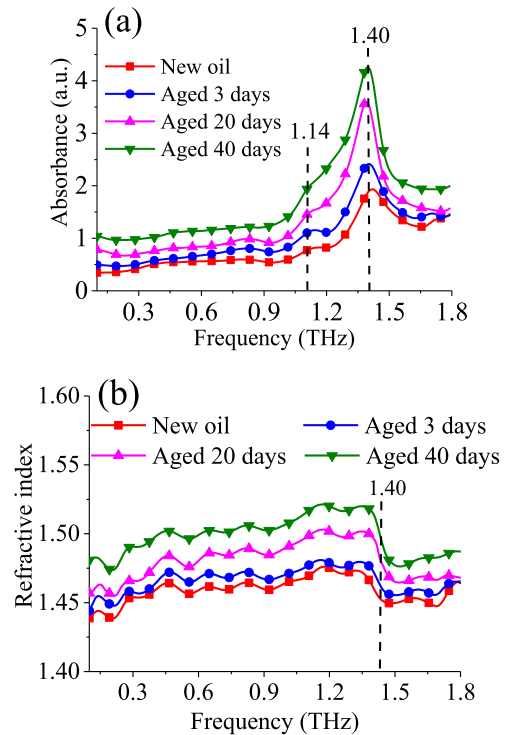 (a)
1.40
5
New oil
Aged 3 days
Aged 20 days
Aged 40 days
1.14
4
3
2
1
0
Absorbance (a.u.)
0.3 0.6 0.9 1.2 1.5 1.8
Frequency (THz)
(b)
1.60
New oil Aged 3 days
Aged 20 days Aged 40 days
1.55
1.40
1.50
1.45
1.40
Refractive index
0.3 0.6 0.9 1.2 1.5 1.8
Frequency (THz)